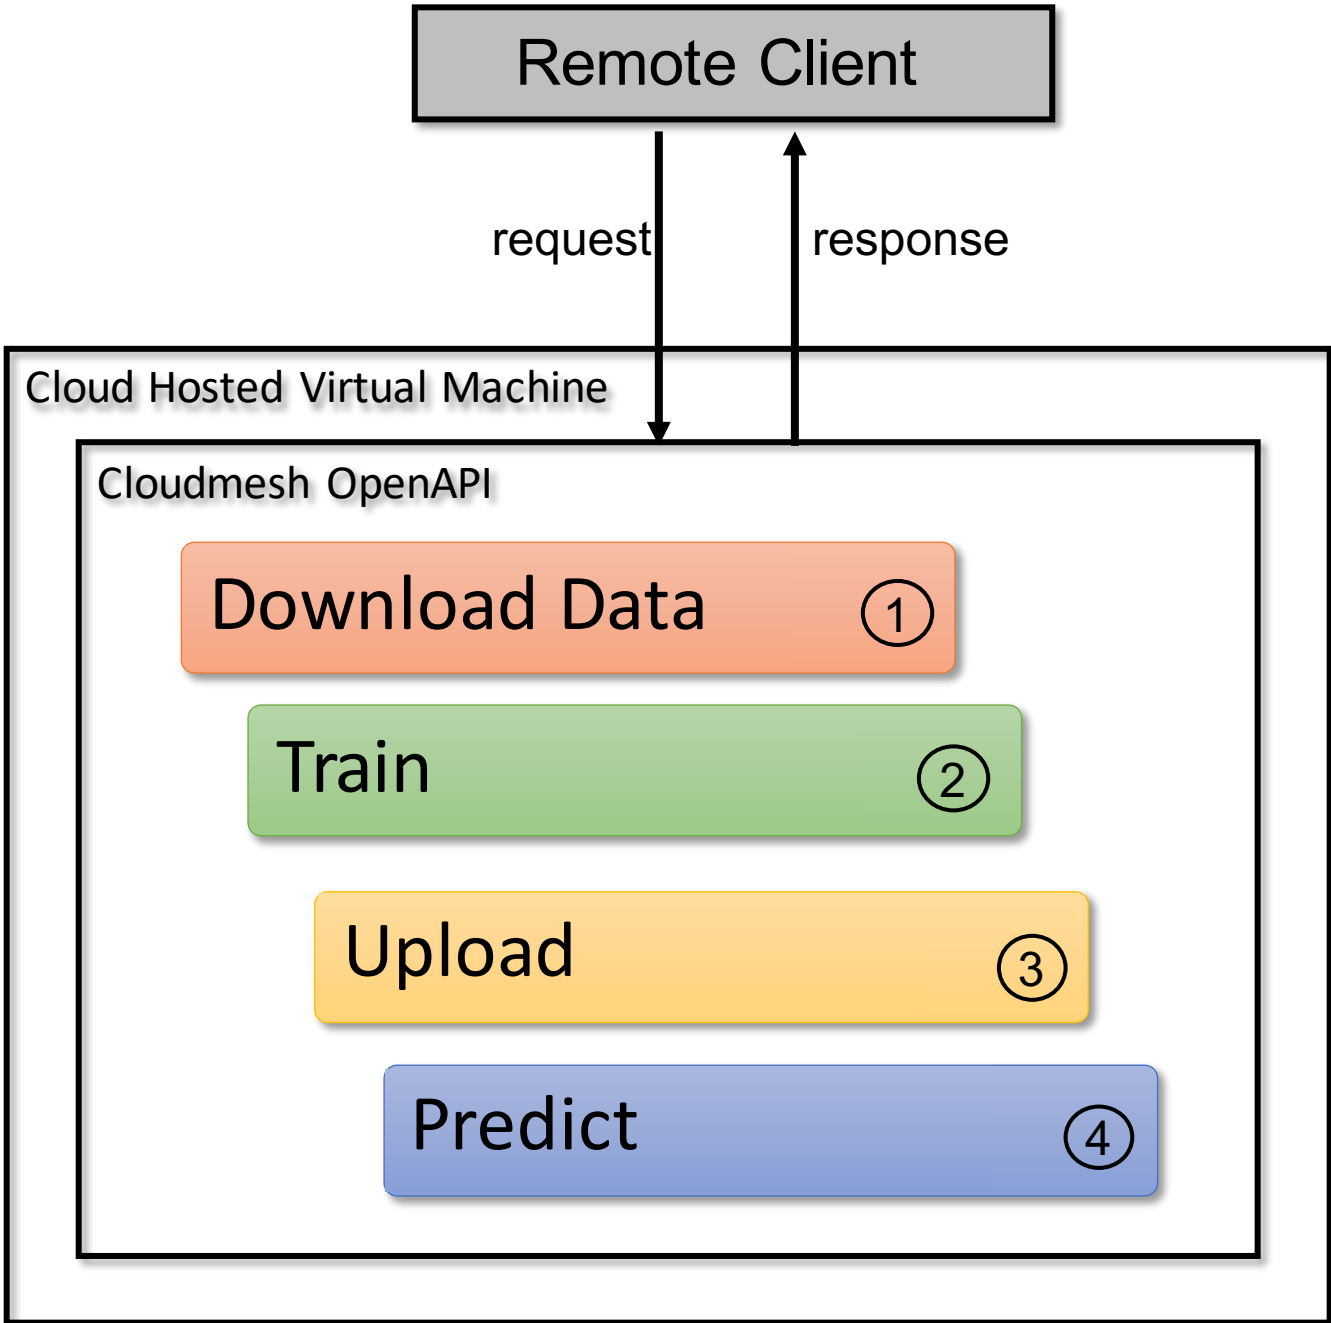 Remote Client
request
response
Cloud Hosted Virtual Machine
Cloudmesh OpenAPI
Download Data 1
Train 2
Upload 3
Predict 4